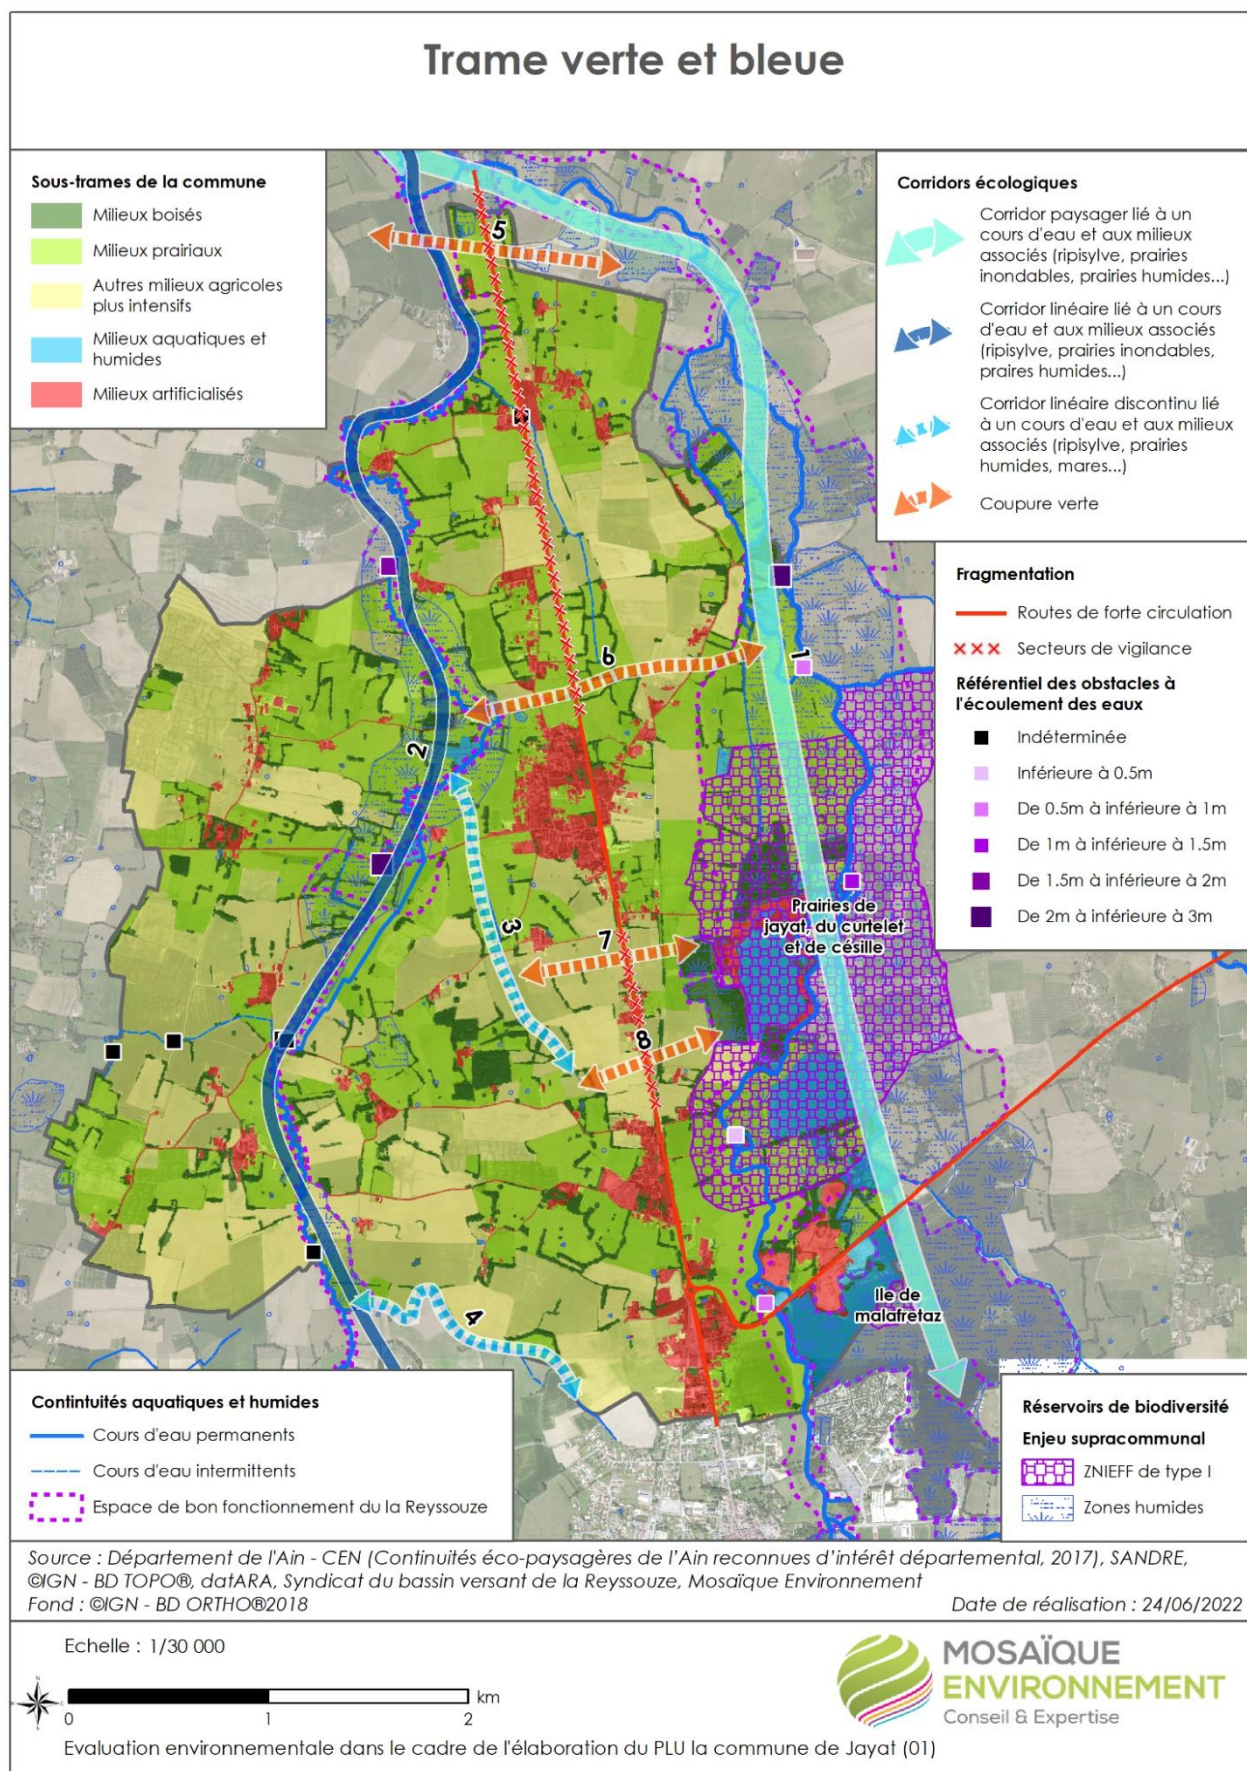 Trame verte et bleue
Sous-trames de la commune
Milieux boisés
Milieux prairiaux
Autres milieux agricoles
plus intensifs
Milieux aquatiques et
humides
Milieux artificialisés
Corridors écologiques
Corridor paysager lié à un
cours d'eau et aux milieux
associés (ripisylve, prairies
inondables, prairies humides...)
Corridor linéaire lié à un cours
d'eau et aux milieux associés
(ripisylve, prairies inondables,
praires humides...)
Corridor linéaire discontinu lié
à un cours d'eau et aux milieux
associés (ripisylve, prairies
humides, mares...)
Coupure verte
Fragmentation
Routes de forte circulation
Secteurs de vigilance
Référentiel des obstacles à
l'écoulement des eaux
Indéterminée
Inférieure à 0.5m
De 0.5m à inférieure à 1m
De 1m à inférieure à 1.5m
De 1.5m à inférieure à 2m
De 2m à inférieure à 3m
5
6
1
2
3
7
8
4
Prairies de
jayat, du curtelet
et de césille
Ile de
malafretaz
Contintuités aquatiques et humides
Cours d'eau permanents
Cours d'eau intermittents
Espace de bon fonctionnement du la Reyssouze
Réservoirs de biodiversité
Enjeu supracommunal
ZNIEFF de type I
Zones humides
Source : Département de l'Ain - CEN (Continuités éco-paysagères de l'Ain reconnues d'intérêt départemental, 2017), SANDRE,
©IGN - BD TOPO®, datARA, Syndicat du bassin versant de la Reyssouze, Mosaïque Environnement
Fond : ©IGN - BD ORTHO®2018
Date de réalisation : 24/06/2022
Echelle : 1/30 000
km
0 1 2
Evaluation environnementale dans le cadre de l'élaboration du PLU la commune de Jayat (01)
MOSAÏQUE
ENVIRONNEMENT
Conseil & Expertise